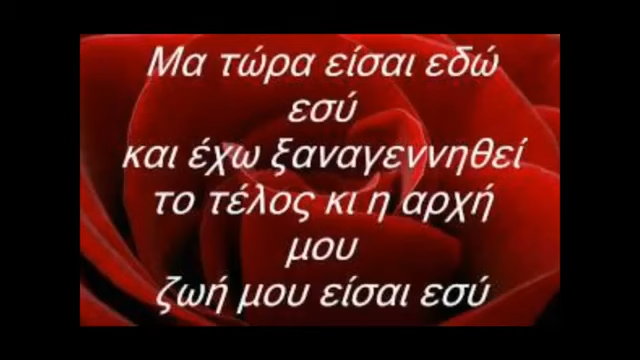 Μα τώρα είσαι εδώ
εσύ
και έχω ξαναγεννηθεί
το τέλος κι η αρχή
μου
ζωή μου είσαι εσύ